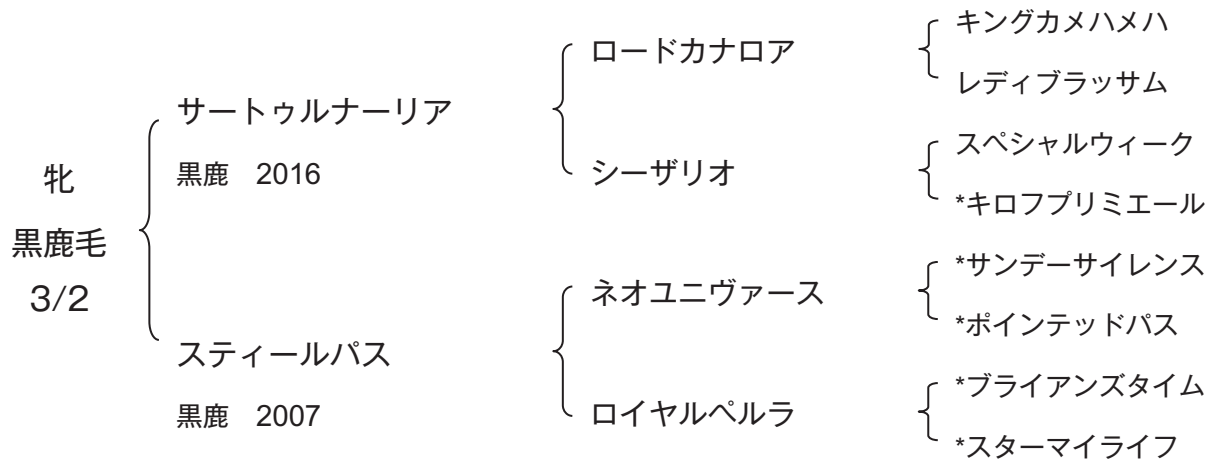 牝
黒鹿毛
3/2
サートゥルナーリア
黒鹿　2016
スティールパス
黒鹿　2007
ロードカナロア
シーザリオ
ネオユニヴァース
ロイヤルペルラ
キングカメハメハ
レディブラッサム
スペシャルウィーク
*キロフプリミエール
*サンデーサイレンス
*ポインテッドパス
*ブライアンズタイム
*スターマイライフ